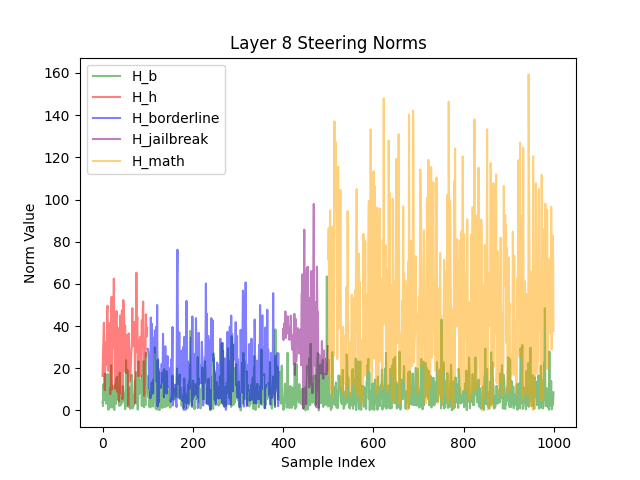 Layer 8 Steering Norms
H_b
H_h
H_borderline
H_jailbreak
H_math
Norm Value
160
140
120
100
80
60
40
20
0
0 200 400 600 800 1000
Sample Index